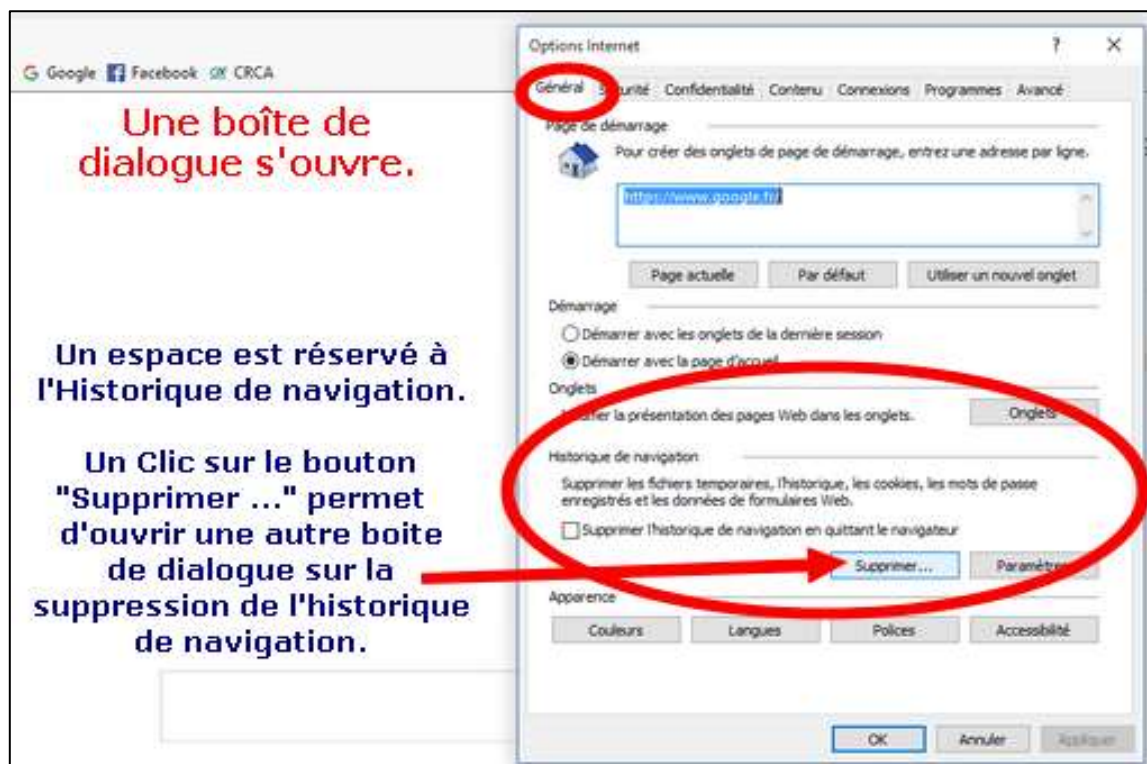 Options Internet
? ×
G Google Facebook CRCA
Général Sécurité Confidentialité Contenu Connexions Programmes Avancé
Une boîte de
dialogue s'ouvre.
Page de démarrage
Pour créer des onglets de page de démarrage, entrez une adresse par ligne.
https://www.google.fr/
Page actuelle Par défaut Utiliser un nouvel onglet
Démarrage
Démarrer avec les onglets de la dernière session
Démarrer avec la page d'accueil
Un espace est réservé à
l'Historique de navigation.
Onglets
la présentation des pages Web dans les onglets.
Onglets
Un Clic sur le bouton
"Supprimer ..." permet
d'ouvrir une autre boite
de dialogue sur la
suppression de l'historique
de navigation.
Historique de navigation
Supprimer les fichiers temporaires, l'historique, les cookies, les mots de passe
enregistrés et les données de formulaires Web.
Supprimer l'historique de navigation en quittant le navigateur
Supprimer... Paramètres
Apparence
Couleurs Langues Polices Accessibilité
OK Annuler Appliquer